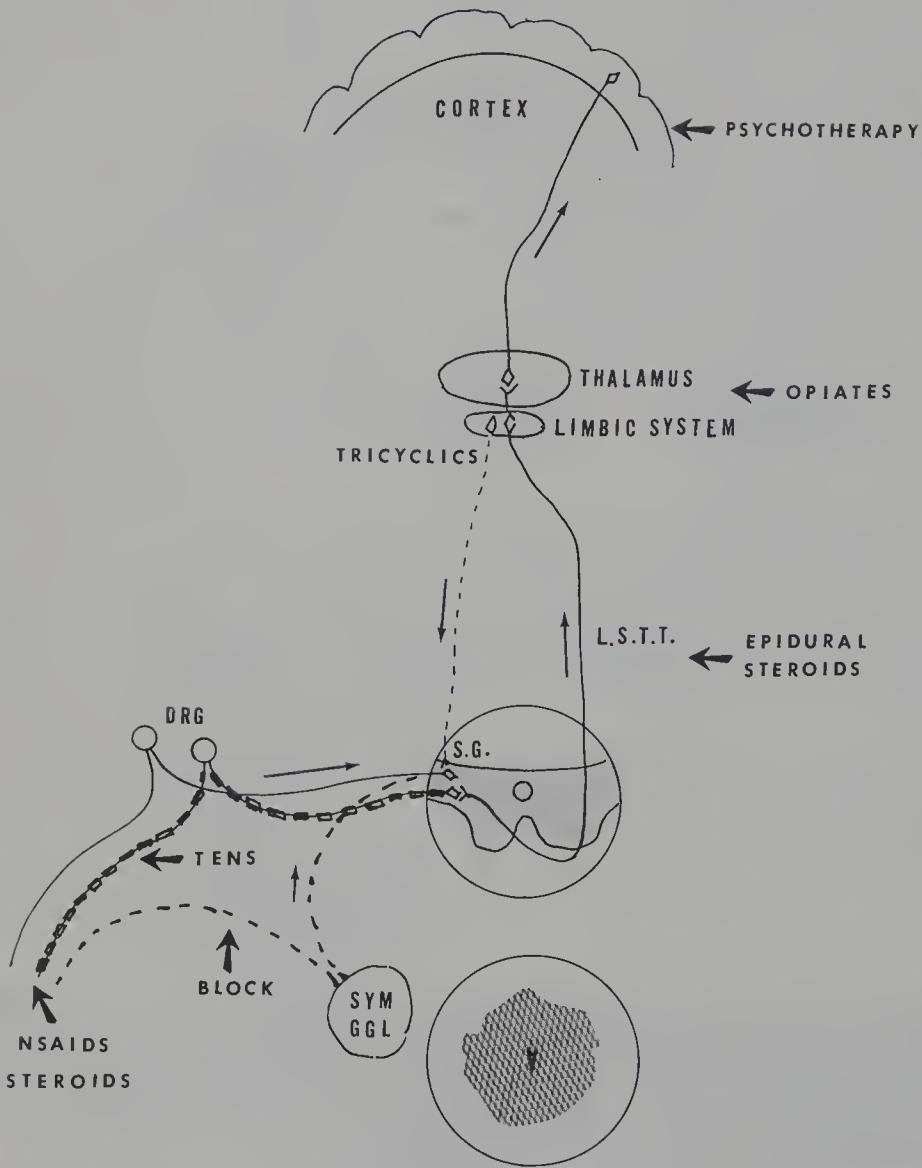 CORTEX
PSYCHOTHERAPY
THALAMUS
OPIATES
LIMBIC SYSTEM
TRICYCLICS
L.S.T.T.
EPIDURAL
STEROIDS
DRG
S.G.
TENS
BLOCK
SYM
GGL
NSAIDS
STEROIDS